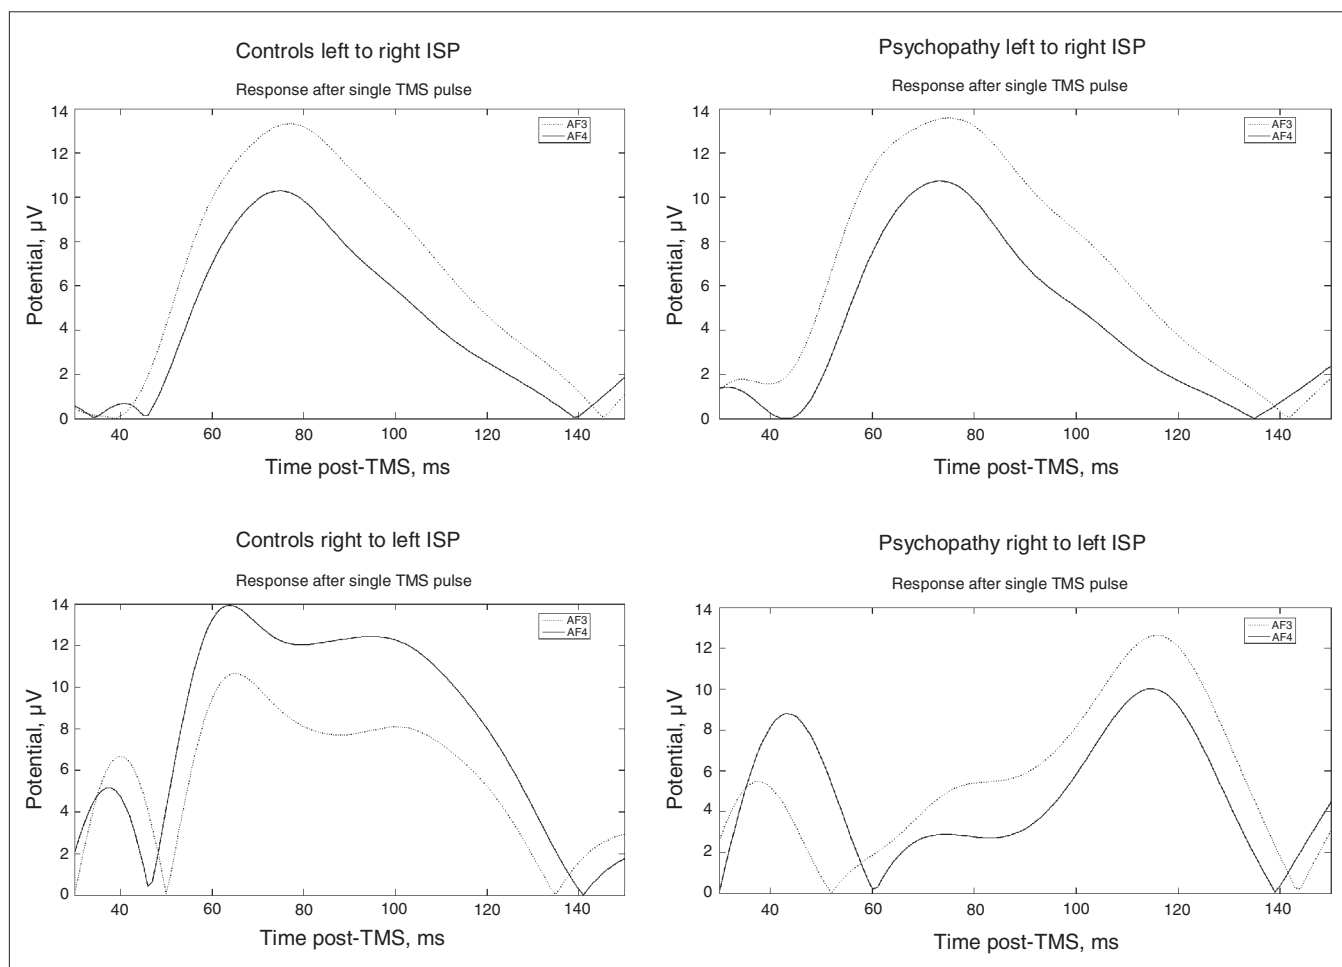 Controls left to right ISP
Response after single TMS pulse
14
12
10
8
6
4
2
0
Potential, µV
AF3
AF4
40 60 80 100 120 140
Time post-TMS, ms
Psychopathy left to right ISP
Response after single TMS pulse
14
12
10
8
6
4
2
0
Potential, µV
AF3
AF4
40 60 80 100 120 140
Time post-TMS, ms
Controls right to left ISP
Response after single TMS pulse
14
12
10
8
6
4
2
0
Potential, µV
AF3
AF4
40 60 80 100 120 140
Time post-TMS, ms
Psychopathy right to left ISP
Response after single TMS pulse
14
12
10
8
6
4
2
0
Potential, µV
AF3
AF4
40 60 80 100 120 140
Time post-TMS, ms